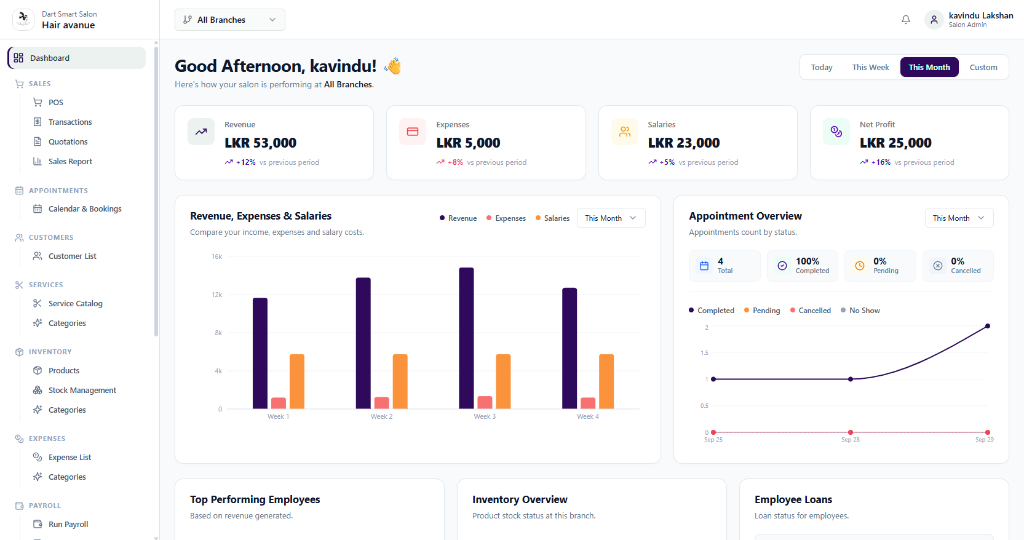 Dart Smart Salon
Hair avanue
All Branches
kavindu Lakshan
Salon Admin
Dashboard
SALES
POS
Transactions
Quotations
Sales Report
APPOINTMENTS
Calendar & Bookings
CUSTOMERS
Customer List
SERVICES
Service Catalog
Categories
INVENTORY
Products
Stock Management
Categories
EXPENSES
Expense List
Categories
PAYROLL
Run Payroll
Good Afternoon, kavindu! 👋
Here's how your salon is performing at All Branches.
Today This Week This Month Custom
Revenue
LKR 53,000
+12% vs previous period
Expenses
LKR 5,000
+8% vs previous period
Salaries
LKR 23,000
+5% vs previous period
Net Profit
LKR 25,000
+16% vs previous period
Revenue, Expenses & Salaries
Compare your income, expenses and salary costs.
Revenue Expenses Salaries This Month
16k
12k
8k
4k
0
Week 1 Week 2 Week 3 Week 4
Appointment Overview
Appointments count by status.
This Month
4
Total
100%
Completed
0%
Pending
0%
Cancelled
Completed Pending Cancelled No Show
2
1.5
1
0.5
0
Sep 25 Sep 28 Sep 29
Top Performing Employees
Based on revenue generated.
Inventory Overview
Product stock status at this branch.
Employee Loans
Loan status for employees.